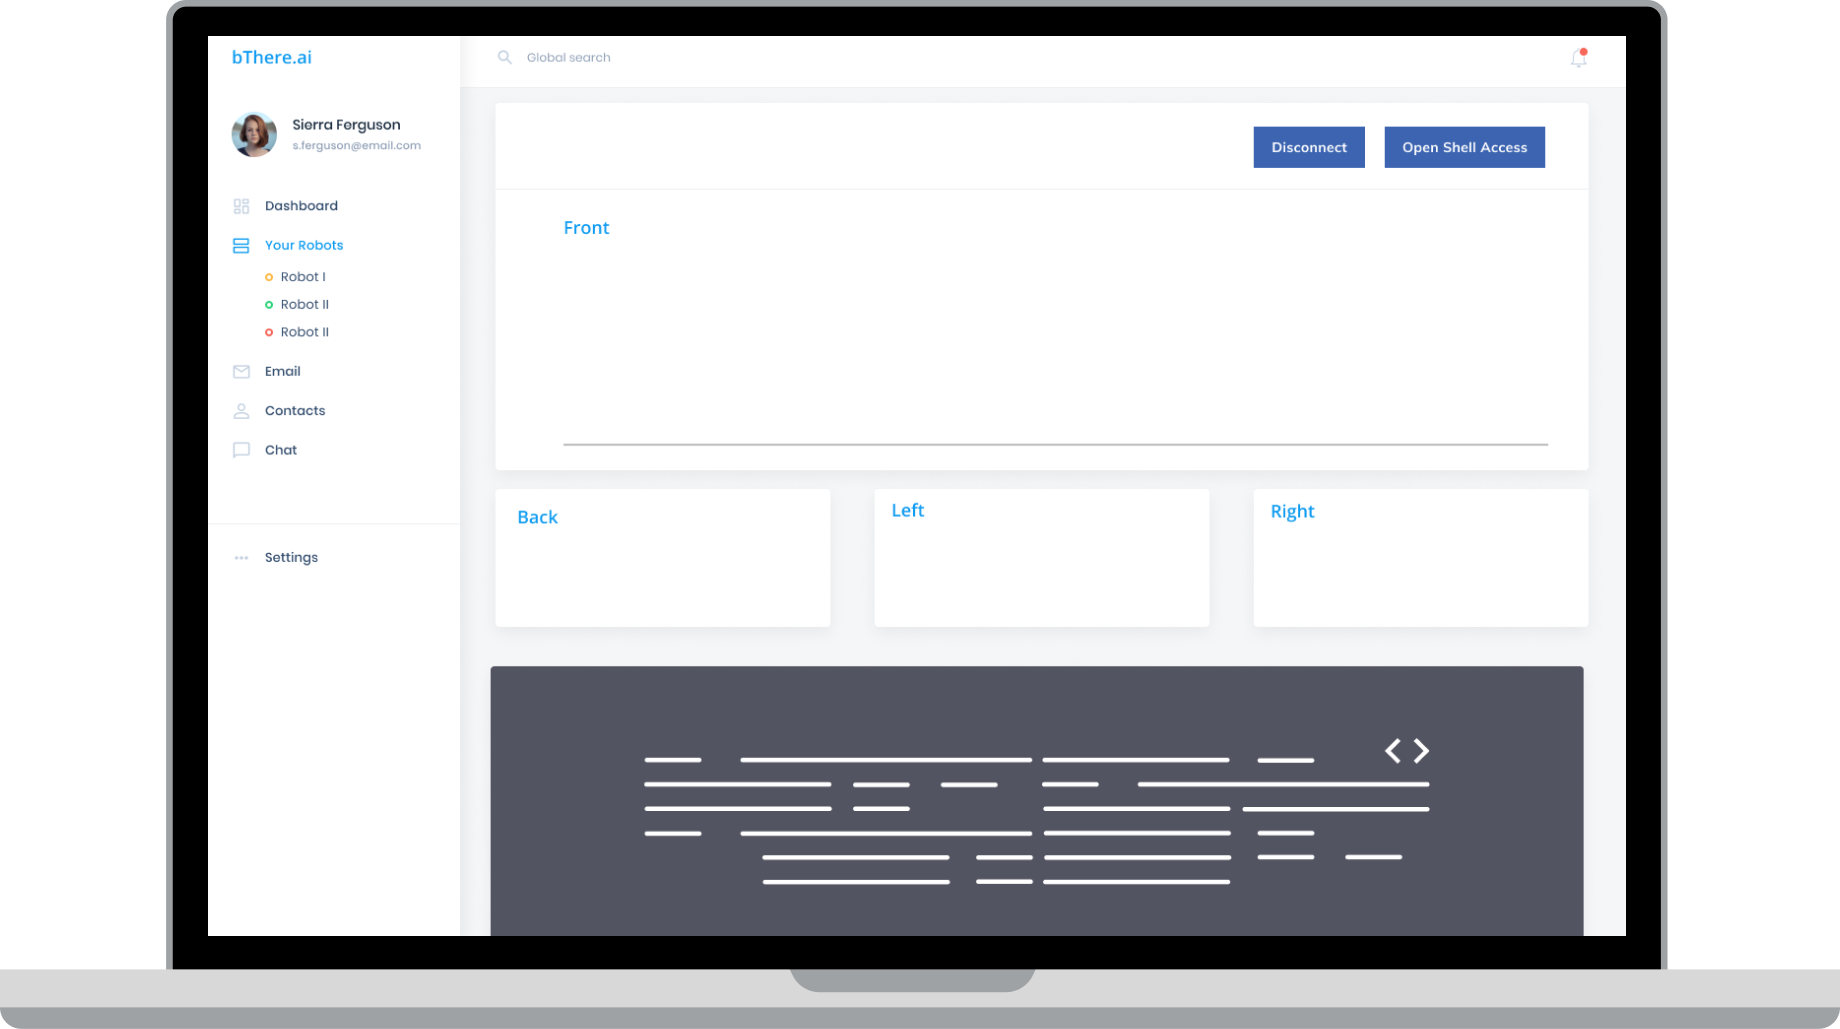 bThere.ai
Global search
Sierra Ferguson
s.ferguson@email.com
Dashboard
Your Robots
Robot I
Robot II
Robot II
Email
Contacts
Chat
Settings
Disconnect
Open Shell Access
Front
Back
Left
Right